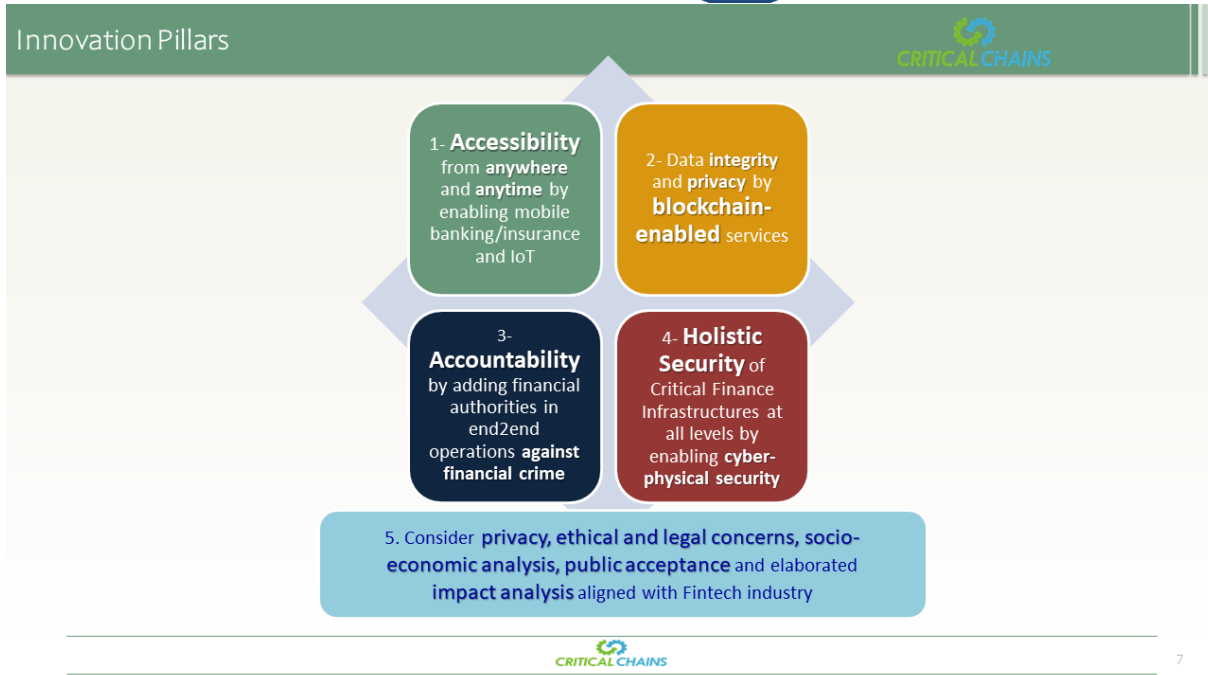 Innovation Pillars
CRITICAL CHAINS
1- Accessibility
from anywhere
and anytime by
enabling mobile
banking/insurance
and IoT
2- Data integrity
and privacy by
blockchain-
enabled services
3-
Accountability
by adding financial
authorities in
end2end
operations against
financial crime
4- Holistic
Security of
Critical Finance
Infrastructures at
all levels by
enabling cyber-
physical security
5. Consider privacy, ethical and legal concerns, socio-
economic analysis, public acceptance and elaborated
impact analysis aligned with Fintech industry
CRITICAL CHAINS
7